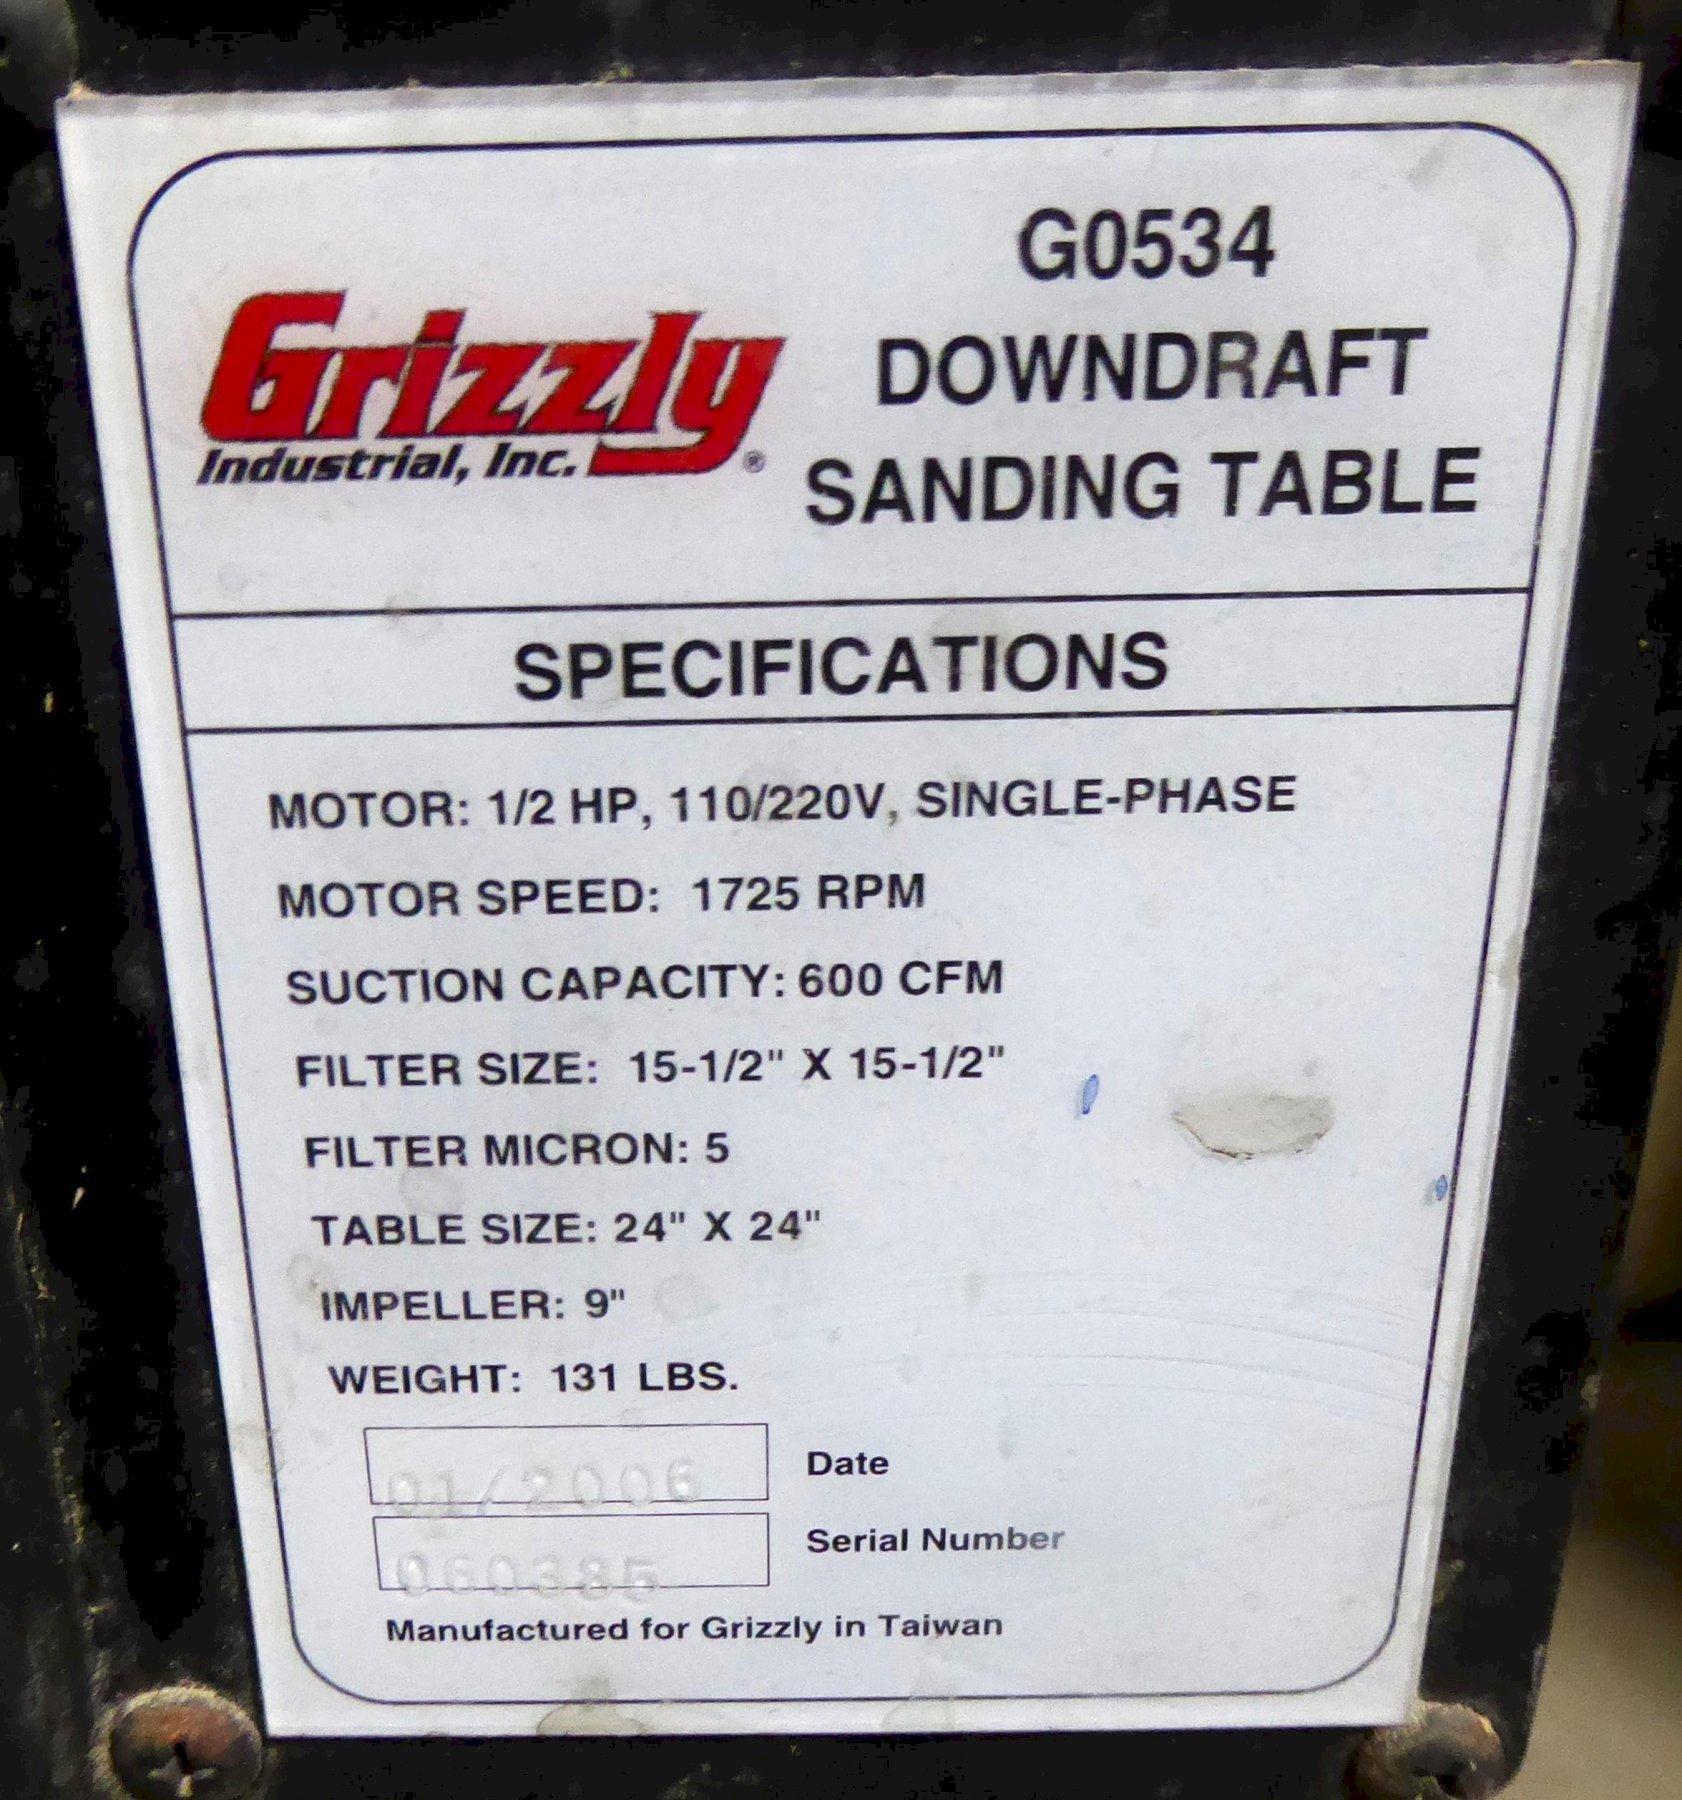 G0534
Grizzly
Industrial, Inc. ®
DOWNDRAFT
SANDING TABLE
SPECIFICATIONS
MOTOR: 1/2 HP, 110/220V, SINGLE-PHASE
MOTOR SPEED: 1725 RPM
SUCTION CAPACITY: 600 CFM
FILTER SIZE: 15-1/2" X 15-1/2"
FILTER MICRON: 5
TABLE SIZE: 24" X 24"
IMPELLER: 9"
WEIGHT: 131 LBS.
01/2006 Date
060385 Serial Number
Manufactured for Grizzly in Taiwan